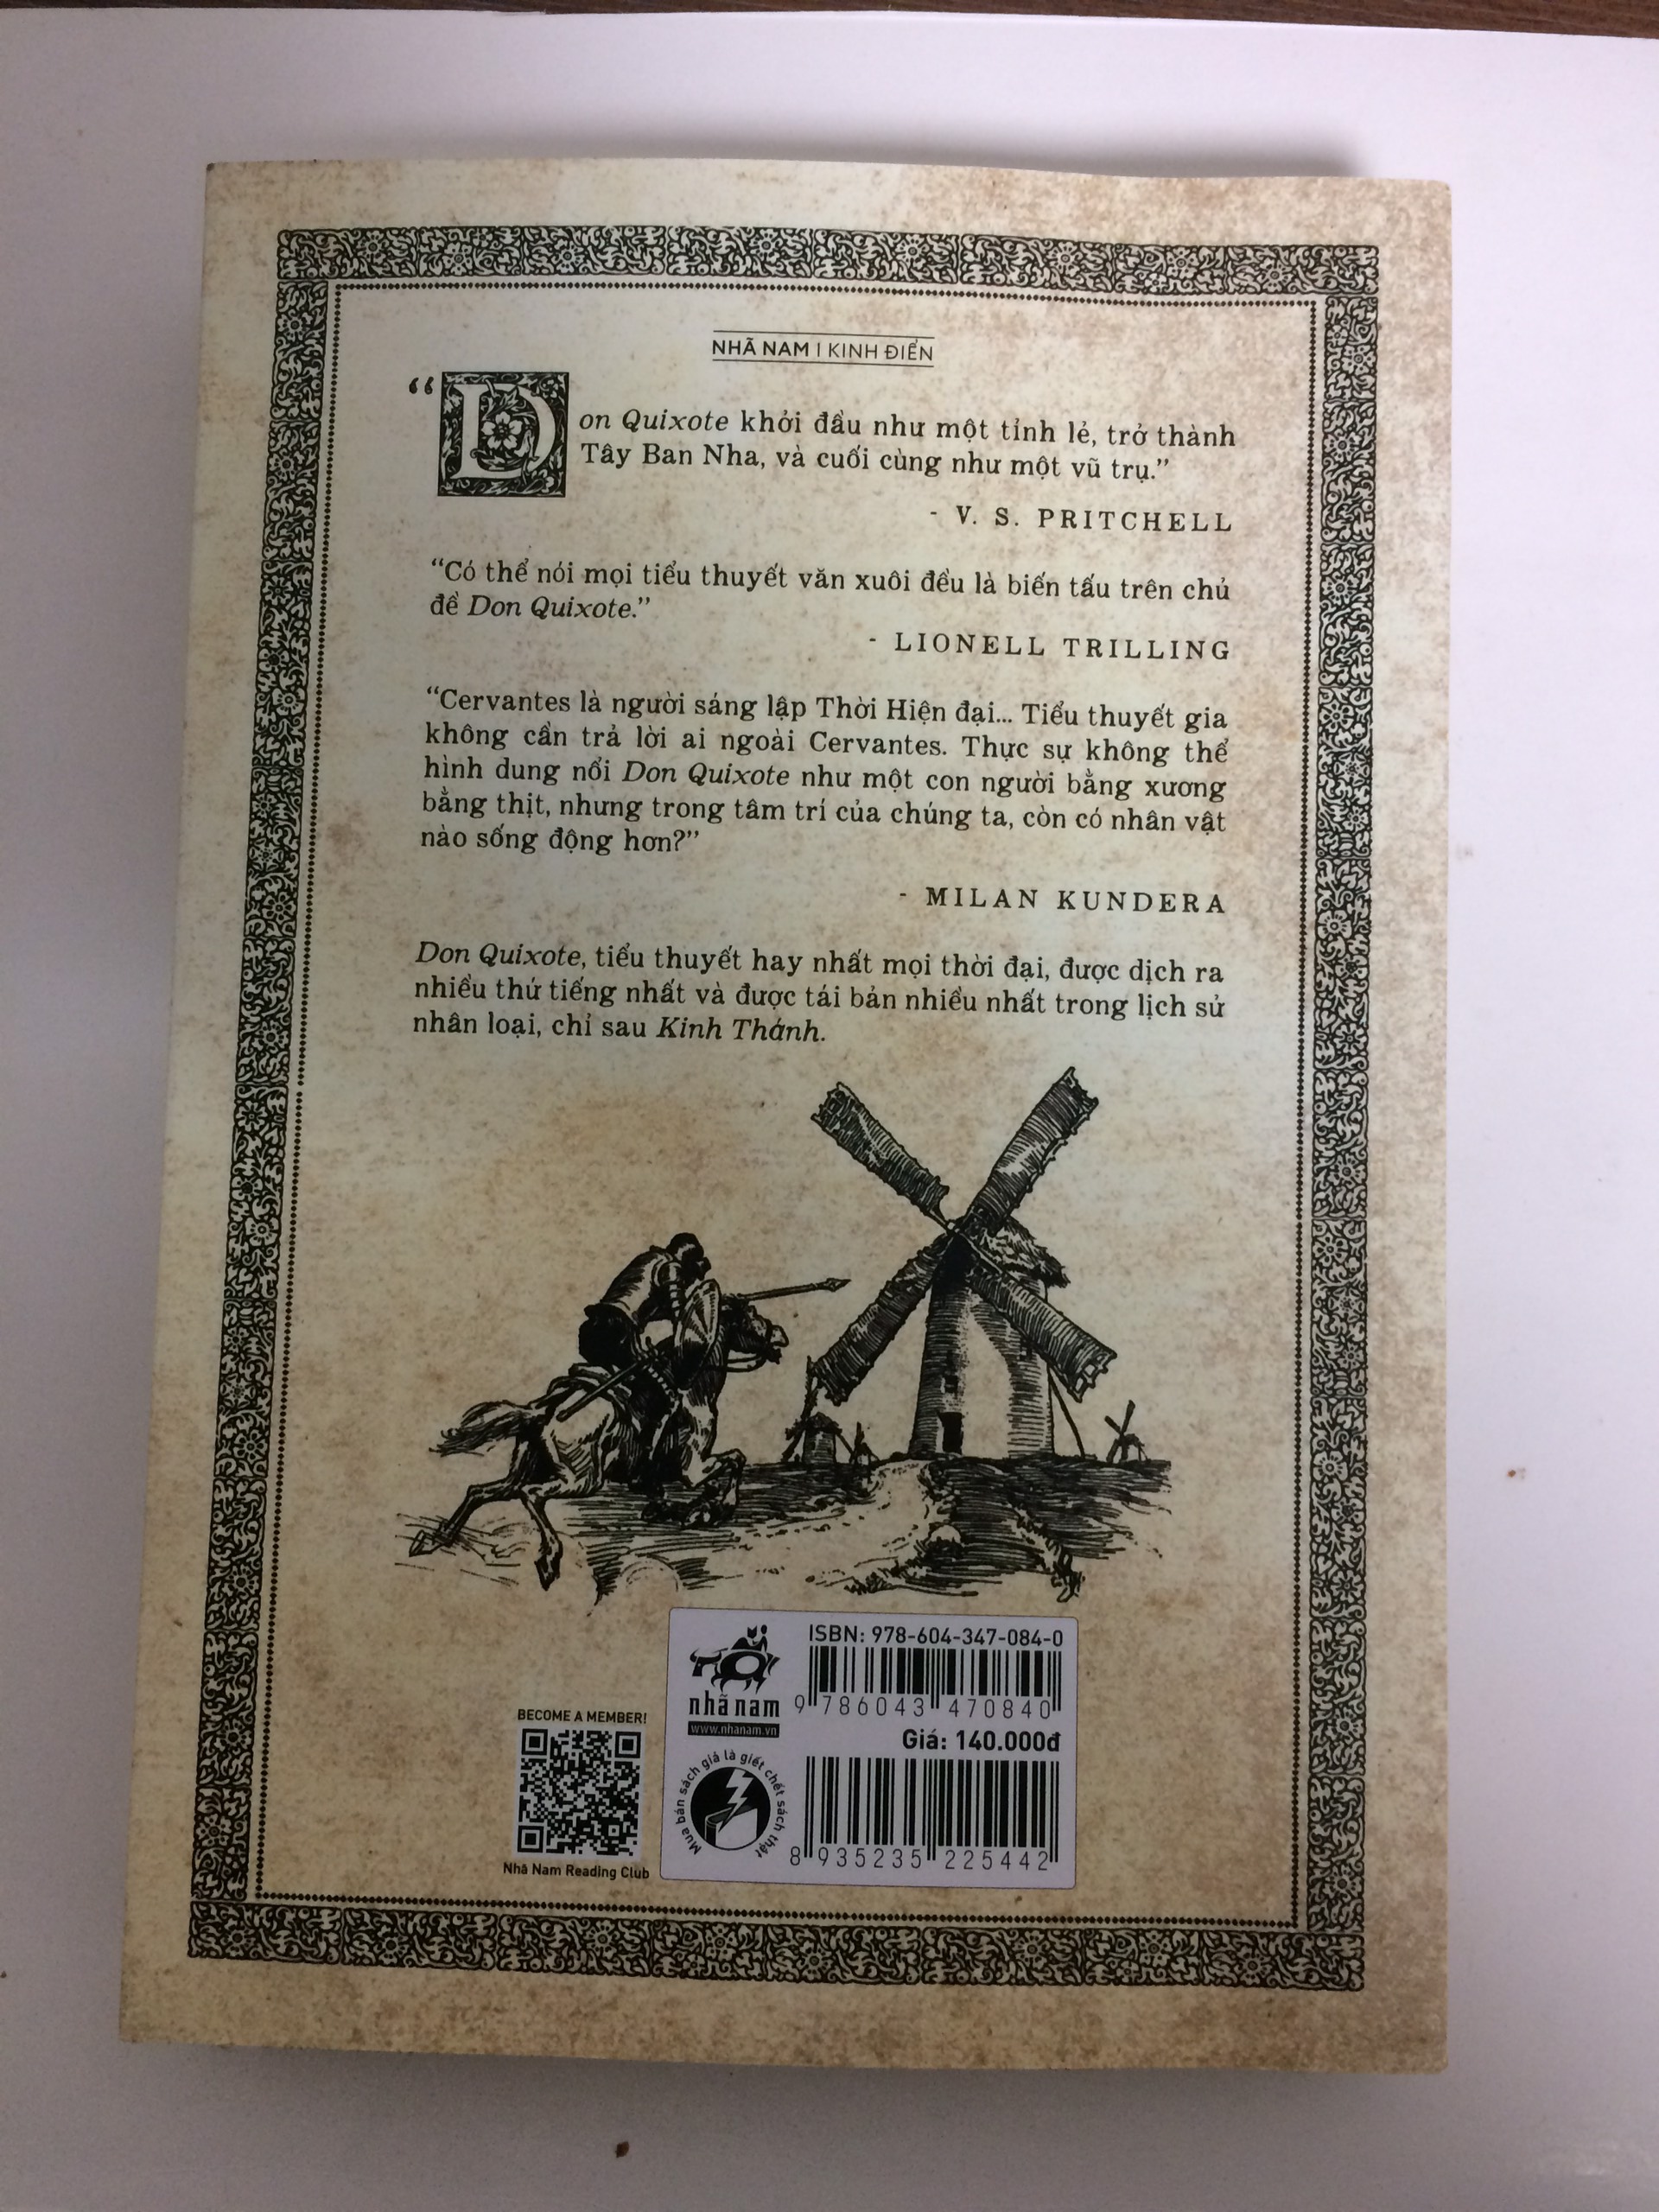 NHÃ NAM | KINH ĐIỂN
“Don Quixote khởi đầu như một tỉnh lẻ, trở thành
Tây Ban Nha, và cuối cùng như một vũ trụ.”
- V. S. PRITCHELL
“Có thể nói mọi tiểu thuyết văn xuôi đều là biến tấu trên chủ
đề Don Quixote.”
- LIONELL TRILLING
“Cervantes là người sáng lập Thời Hiện đại... Tiểu thuyết gia
không cần trả lời ai ngoài Cervantes. Thực sự không thể
hình dung nổi Don Quixote như một con người bằng xương
bằng thịt, nhưng trong tâm trí của chúng ta, còn có nhân vật
nào sống động hơn?”
- MILAN KUNDERA
Don Quixote, tiểu thuyết hay nhất mọi thời đại, được dịch ra
nhiều thứ tiếng nhất và được tái bản nhiều nhất trong lịch sử
nhân loại, chỉ sau Kinh Thánh.
BECOME A MEMBER!
Nhã Nam Reading Club
nhã nam
www.nhanam.vn
Mua bán sách giả là giết chết sách thật
ISBN: 978-604-347-084-0
9 786043 470840
Giá: 140.000đ
8 935235 225442